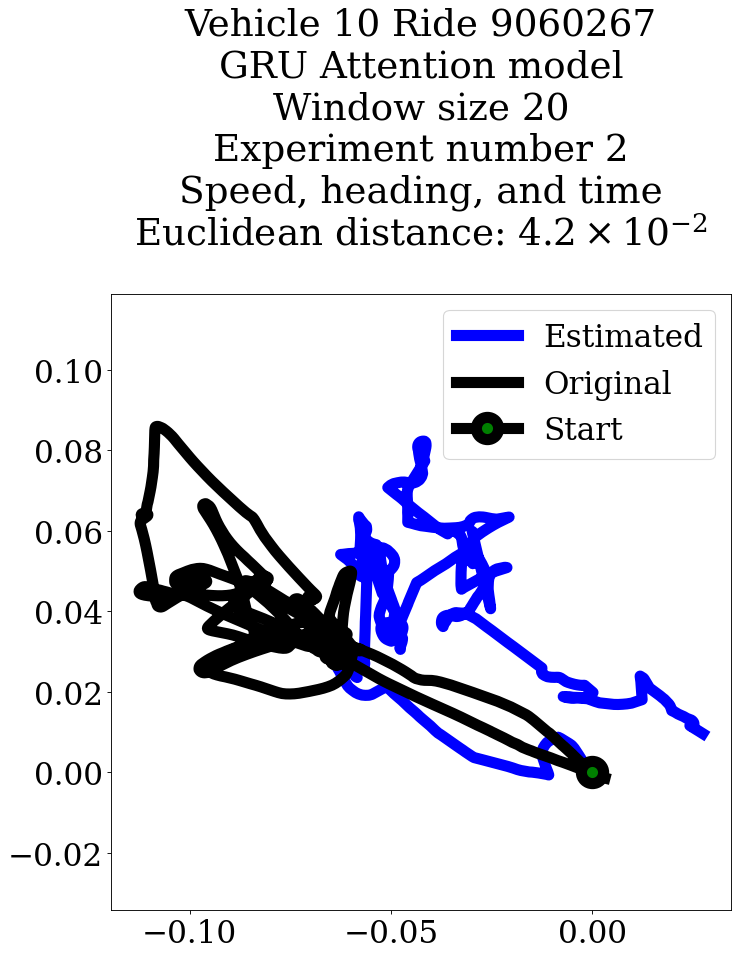 Vehicle 10 Ride 9060267
GRU Attention model
Window size 20
Experiment number 2
Speed, heading, and time
Euclidean distance: 4.2 × 10⁻²
Estimated
Original
Start
0.10
0.08
0.06
0.04
0.02
0.00
−0.02
−0.10
−0.05
0.00